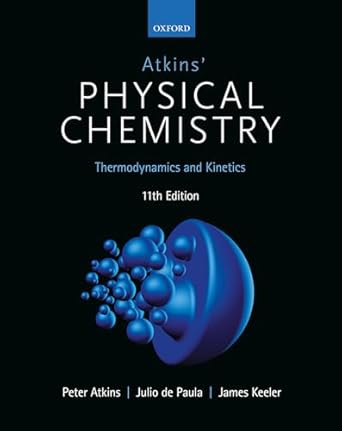 OXFORD
Atkins'
PHYSICAL
CHEMISTRY
Thermodynamics and Kinetics
11th Edition
Peter Atkins | Julio de Paula | James Keeler